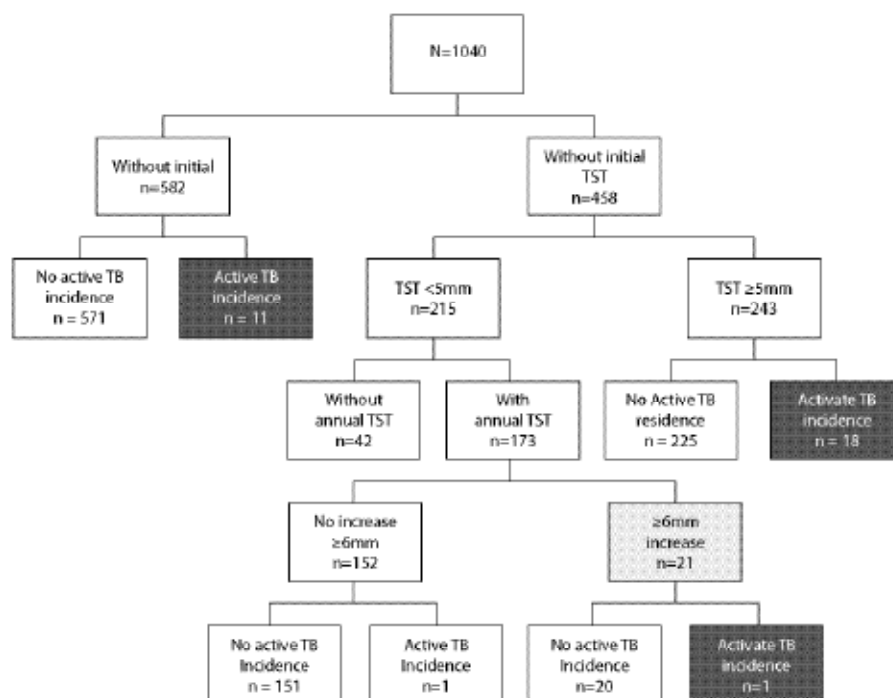 N=1040
Without initial
n=582
Without initial
TST
n=458
No active TB
incidence
n = 571
Active TB
incidence
n = 11
TST <5mm
n=215
TST ≥5mm
n=243
Without
annual TST
n=42
With
annual TST
n=173
No Active TB
residence
n = 225
Activate TB
incidence
n = 18
No increase
≥6mm
n=152
≥6mm
increase
n=21
No active TB
Incidence
n = 151
Active TB
Incidence
n=1
No active TB
Incidence
n=20
Activate TB
incidence
n=1